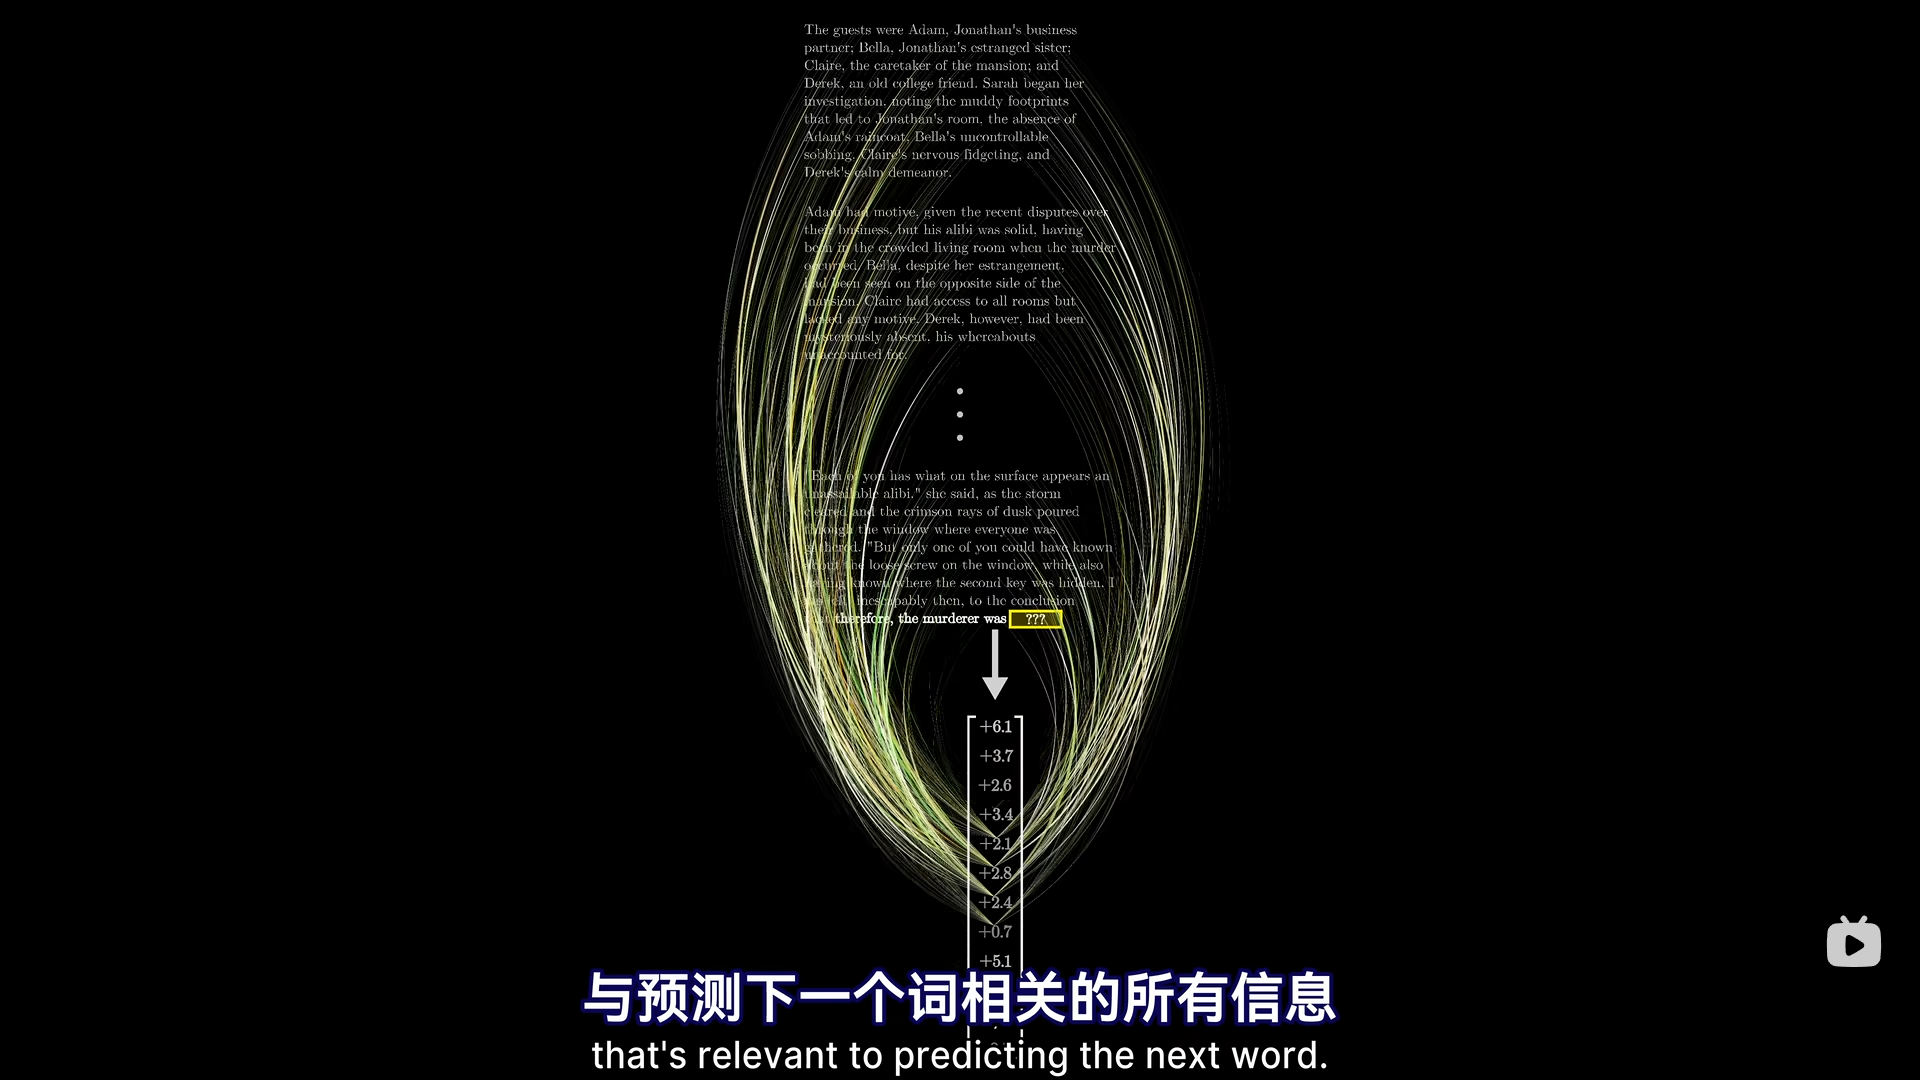 The guests were Adam, Jonathan's business
partner; Bella, Jonathan's estranged sister;
Claire, the caretaker of the mansion; and
Derek, an old college friend. Sarah began her
investigation, noting the muddy footprints
that led to Jonathan's room, the absence of
Adam's raincoat, Bella's uncontrollable
sobbing, Claire's nervous fidgeting, and
Derek's calm demeanor.
Adam had motive, given the recent disputes over
their business, but his alibi was solid, having
been in the crowded living room when the murder
occurred. Bella, despite her estrangement,
had been seen on the opposite side of the
mansion. Claire had access to all rooms but
lacked any motive. Derek, however, had been
mysteriously absent, his whereabouts
unaccounted for.
"Each of you has what on the surface appears an
unassailable alibi." she said, as the storm
cleared and the crimson rays of dusk poured
through the window where everyone was
gathered. "But only one of you could have known
about the loose screw on the window, while also
having known where the second key was hidden. I
inescapably then, to the conclusion
that therefore, the murderer was ???
+6.1
+3.7
+2.6
+3.4
+2.1
+2.8
+2.4
+0.7
+5.1
与预测下一个词相关的所有信息
that's relevant to predicting the next word.